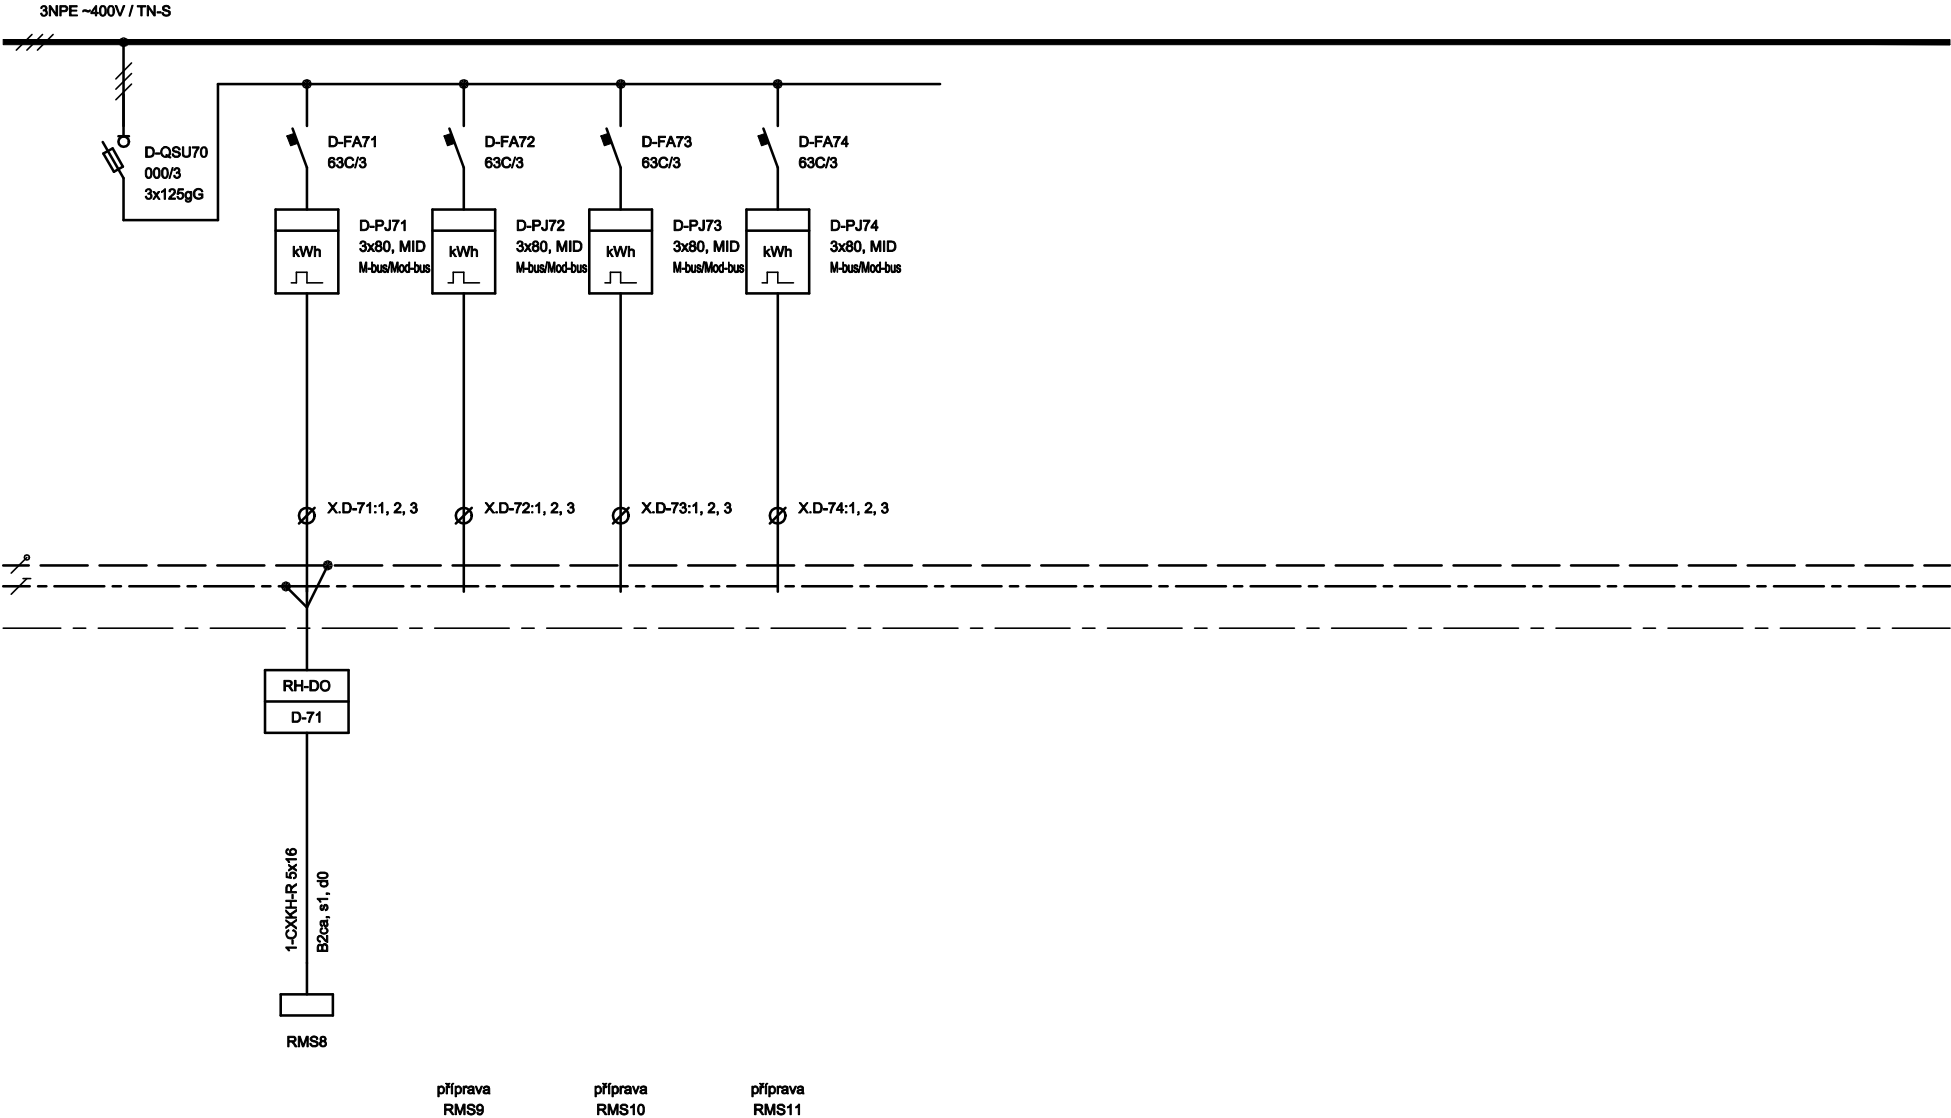 3NPE ~400V / TN-S
D-QSU70
000/3
3x125gG
D-FA71
63C/3
D-FA72
63C/3
D-FA73
63C/3
D-FA74
63C/3
kWh
D-PJ71
3x80, MID
M-bus/Mod-bus
kWh
D-PJ72
3x80, MID
M-bus/Mod-bus
kWh
D-PJ73
3x80, MID
M-bus/Mod-bus
kWh
D-PJ74
3x80, MID
M-bus/Mod-bus
X.D-71:1, 2, 3
X.D-72:1, 2, 3
X.D-73:1, 2, 3
X.D-74:1, 2, 3
RH-DO
D-71
1-CXKH-R 5x16
B2ca, s1, d0
RMS8
příprava
RMS9
příprava
RMS10
příprava
RMS11